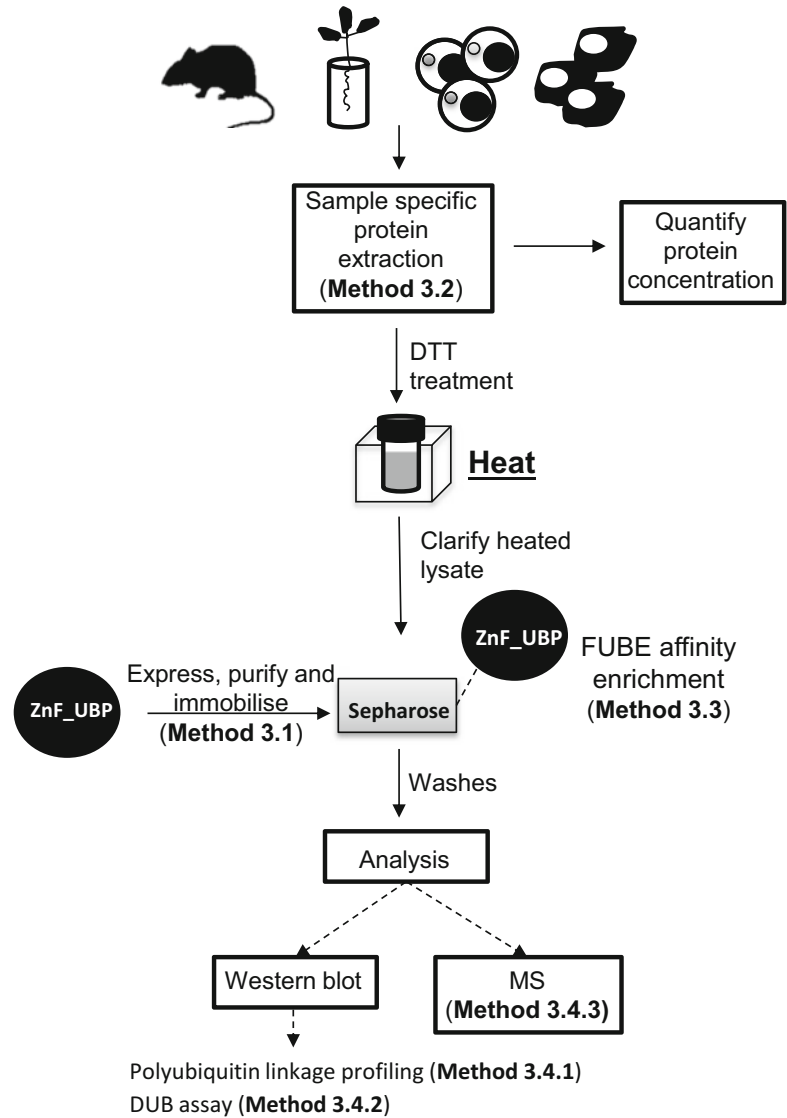 Sample specific
protein
extraction
(Method 3.2)
Quantify
protein
concentration
DTT
treatment
Heat
Clarify heated
lysate
ZnF_UBP
FUBE affinity
enrichment
(Method 3.3)
ZnF_UBP
Express, purify and
immobilise
(Method 3.1)
Sepharose
Washes
Analysis
Western blot
MS
(Method 3.4.3)
Polyubiquitin linkage profiling (Method 3.4.1)
DUB assay (Method 3.4.2)